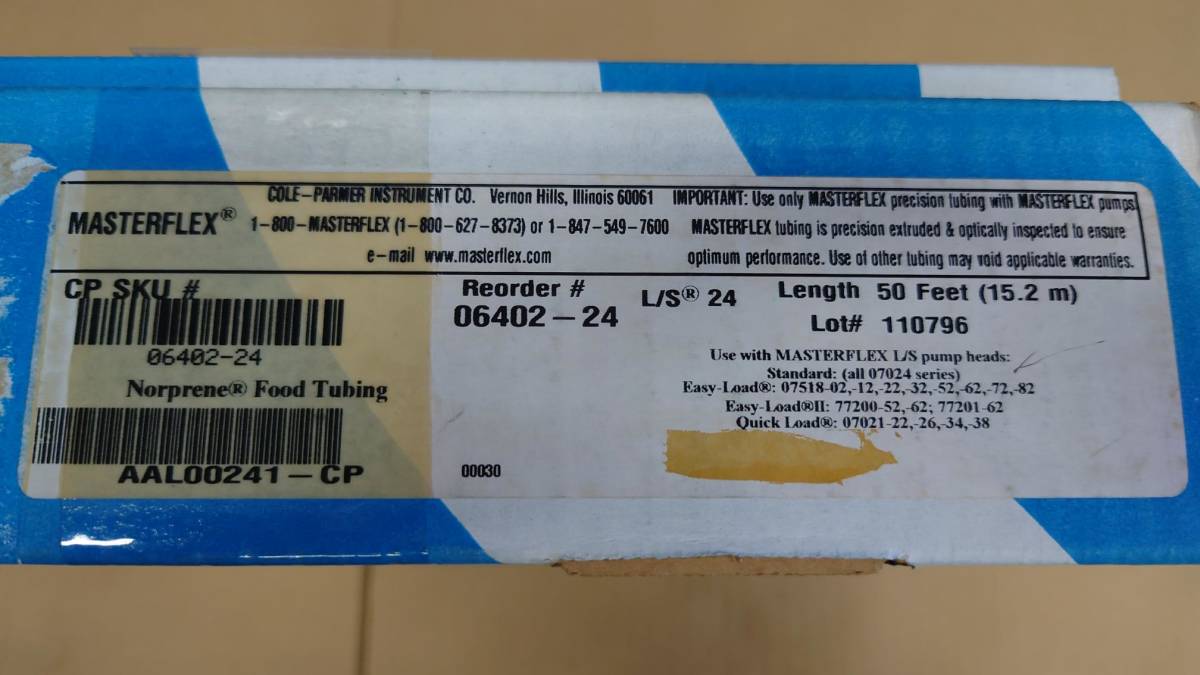 COLE-PARMER INSTRUMENT CO. Vernon Hills, Illinois 60061
MASTERFLEX® 1-800-MASTERFLEX (1-800-627-8373) or 1-847-549-7600
e-mail www.masterflex.com
IMPORTANT: Use only MASTERFLEX precision tubing with MASTERFLEX pumps.
MASTERFLEX tubing is precision extruded & optically inspected to ensure
optimum performance. Use of other tubing may void applicable warranties.
CP SKU #
06402-24
Norprene® Food Tubing
AAL00241-CP
Reorder #
06402-24
L/S® 24
Length 50 Feet (15.2 m)
Lot# 110796
Use with MASTERFLEX L/S pump heads:
Standard: (all 07024 series)
Easy-Load®: 07518-02,-12,-22,-32,-52,-62,-72,-82
Easy-Load®II: 77200-52,-62; 77201-62
Quick Load®: 07021-22,-26,-34,-38
00030